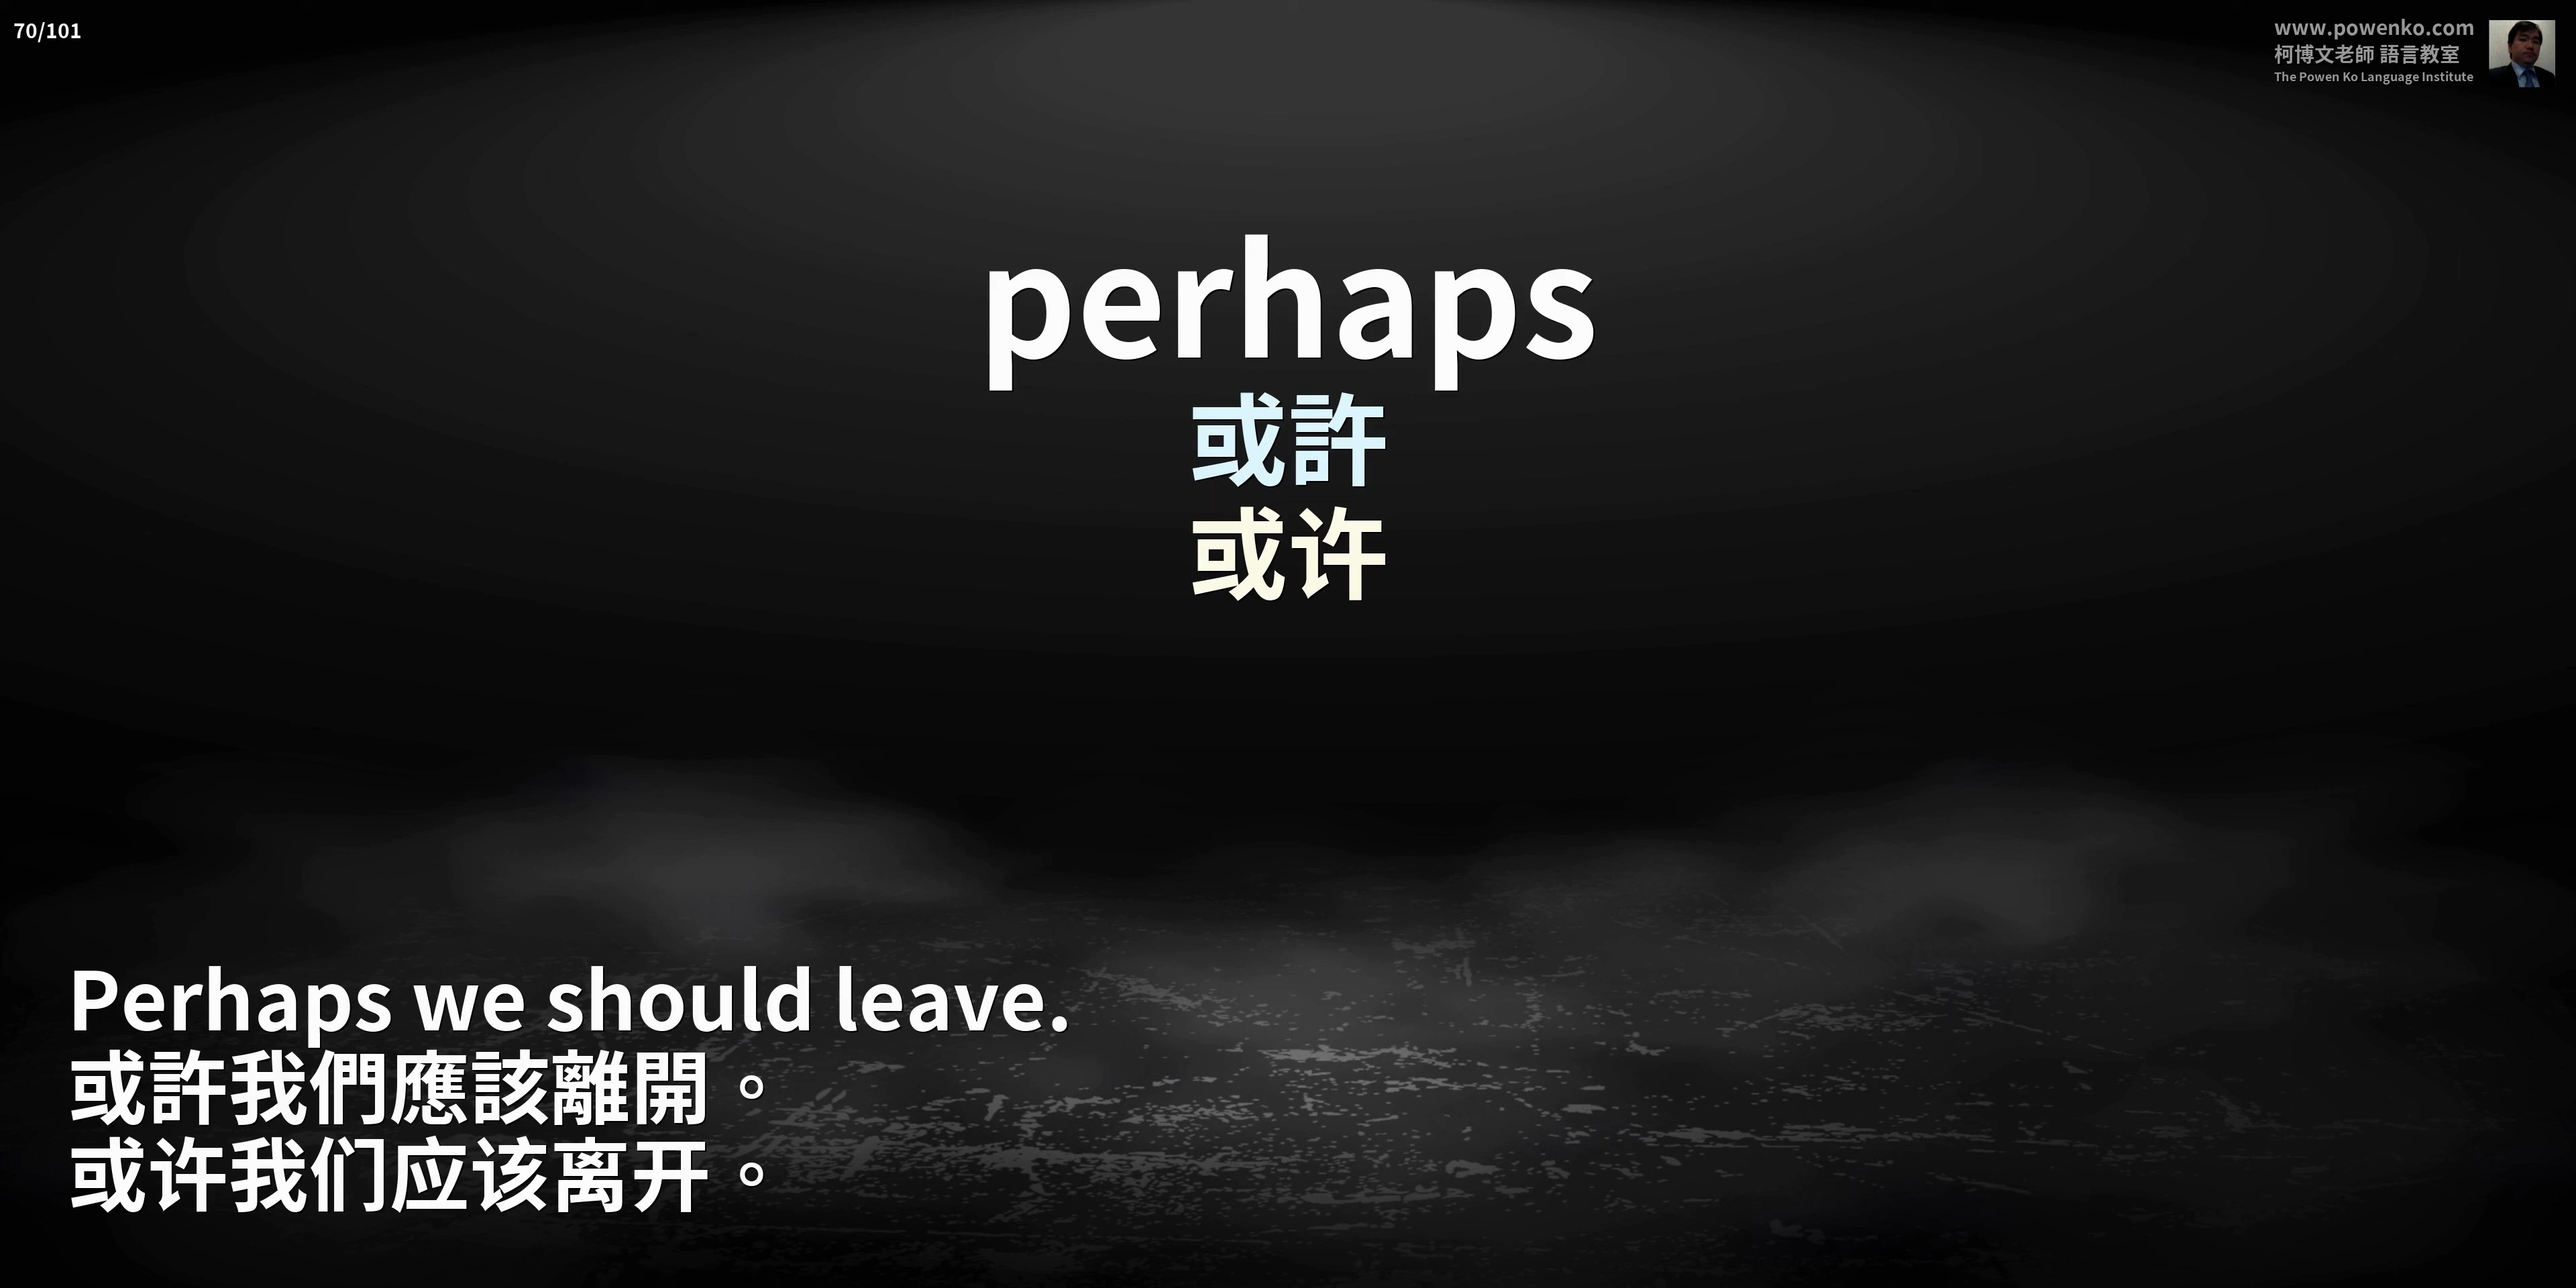 70/101
www.powenko.com
柯博文老師 語言教室
The Powen Ko Language Institute
perhaps
或許
或许
Perhaps we should leave.
或許我們應該離開。
或许我们应该离开。